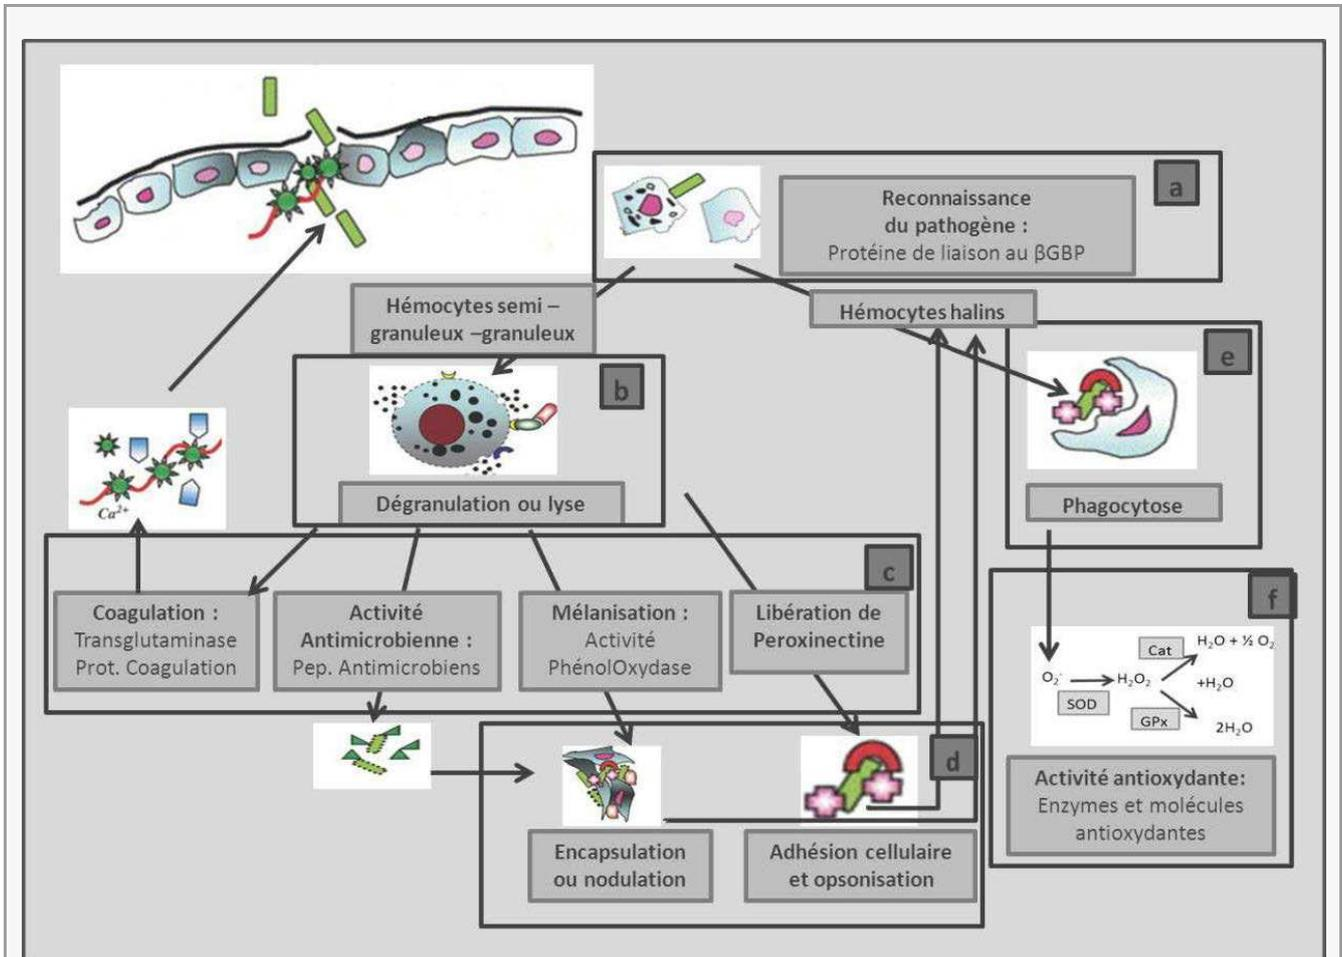 a
Reconnaissance
du pathogène :
Protéine de liaison au βGBP
Hémocytes semi –
granuleux –granuleux
Hémocytes halins
b
Dégranulation ou lyse
e
Phagocytose
Ca²⁺
c
Coagulation :
Transglutaminase
Prot. Coagulation
Activité
Antimicrobienne :
Pep. Antimicrobiens
Mélanisation :
Activité
PhénolOxydase
Libération de
Peroxinectine
d
Encapsulation
ou nodulation
Adhésion cellulaire
et opsonisation
f
O₂⁻
SOD
H₂O₂
Cat
GPx
H₂O + ½ O₂
+H₂O
2H₂O
Activité antioxydante:
Enzymes et molécules
antioxydantes